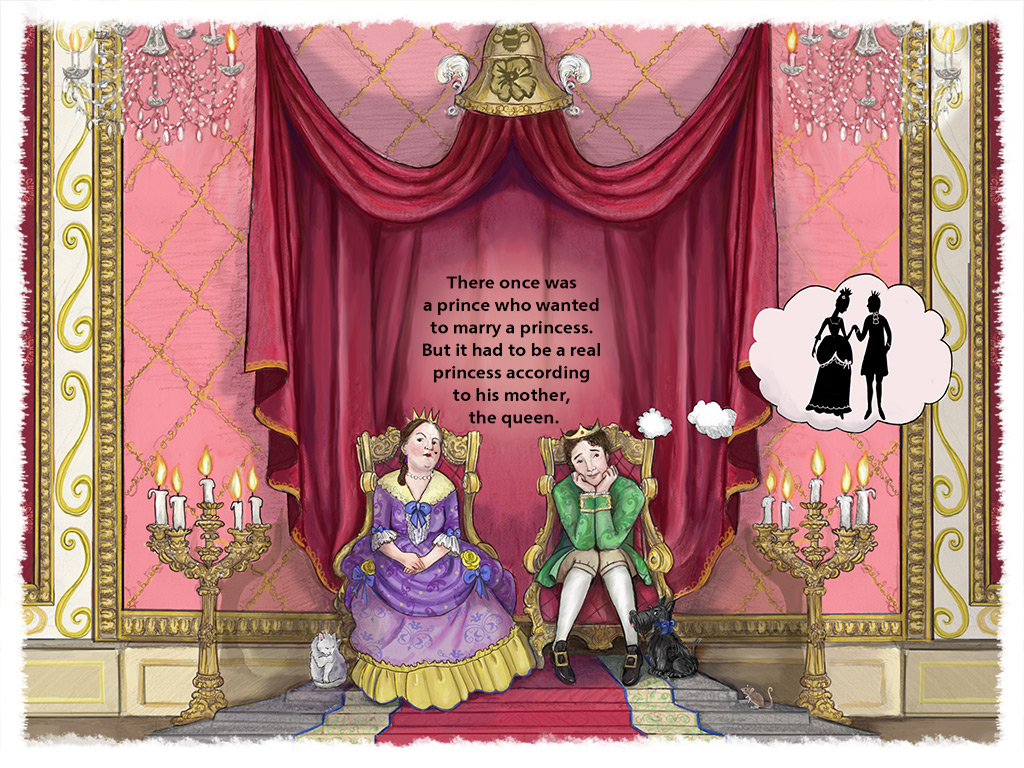 There once was
a prince who wanted
to marry a princess.
But it had to be a real
princess according
to his mother,
the queen.